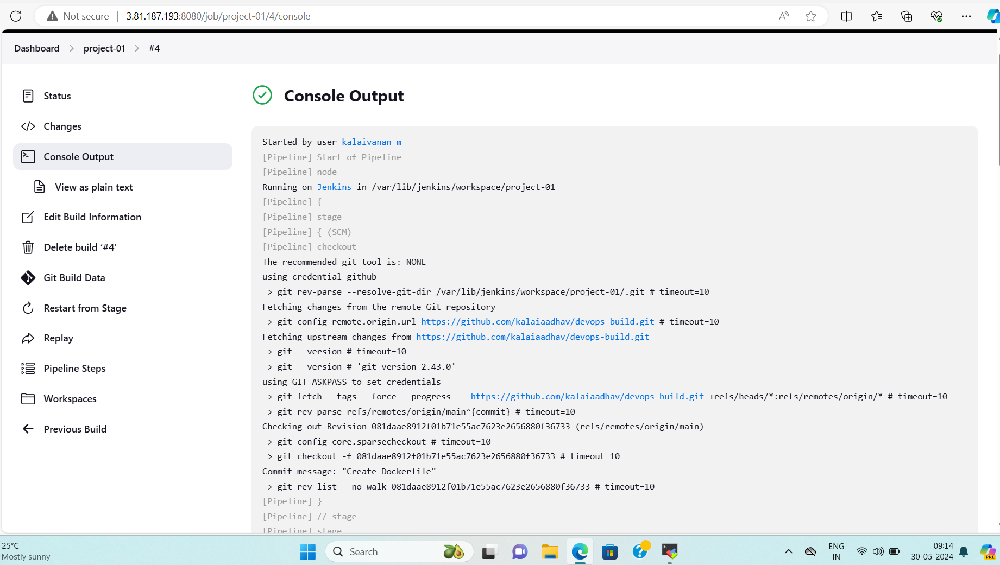 Not secure | 3.81.187.193:8080/job/project-01/4/console
Dashboard > project-01 > #4
Status
Changes
Console Output
View as plain text
Edit Build Information
Delete build ‘#4’
Git Build Data
Restart from Stage
Replay
Pipeline Steps
Workspaces
Previous Build
Console Output
Started by user kalaivanan m
[Pipeline] Start of Pipeline
[Pipeline] node
Running on Jenkins in /var/lib/jenkins/workspace/project-01
[Pipeline] {
[Pipeline] stage
[Pipeline] { (SCM)
[Pipeline] checkout
The recommended git tool is: NONE
using credential github
> git rev-parse --resolve-git-dir /var/lib/jenkins/workspace/project-01/.git # timeout=10
Fetching changes from the remote Git repository
> git config remote.origin.url https://github.com/kalaiaadhav/devops-build.git # timeout=10
Fetching upstream changes from https://github.com/kalaiaadhav/devops-build.git
> git --version # timeout=10
> git --version # 'git version 2.43.0'
using GIT_ASKPASS to set credentials
> git fetch --tags --force --progress -- https://github.com/kalaiaadhav/devops-build.git +refs/heads/*:refs/remotes/origin/* # timeout=10
> git rev-parse refs/remotes/origin/main^{commit} # timeout=10
Checking out Revision 081daae8912f01b71e55ac7623e2656880f36733 (refs/remotes/origin/main)
> git config core.sparsecheckout # timeout=10
> git checkout -f 081daae8912f01b71e55ac7623e2656880f36733 # timeout=10
Commit message: "Create Dockerfile"
> git rev-list --no-walk 081daae8912f01b71e55ac7623e2656880f36733 # timeout=10
[Pipeline] }
[Pipeline] // stage
[Pipeline] stage
25°C
Mostly sunny
Search
ENG
IN
09:14
30-05-2024
PRE